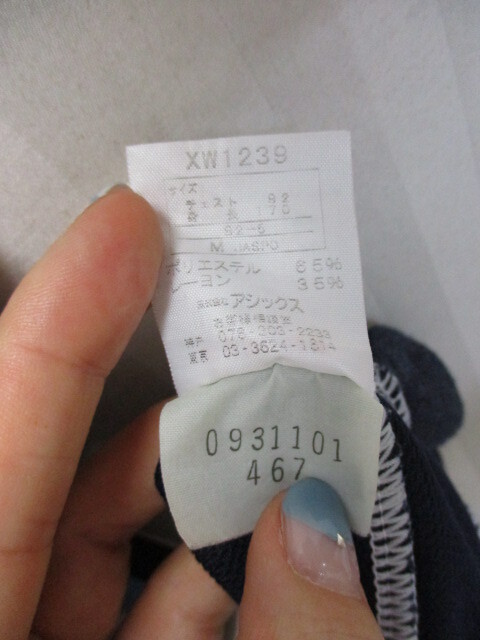 XW1239
サイズ
チェスト 92
身長 175
92-6
M JASPO
ポリエステル 65%
レーヨン 35%
株式会社アシックス
お客様相談室
神戸 078-303-2233
東京 03-3624-1814
0931101
467